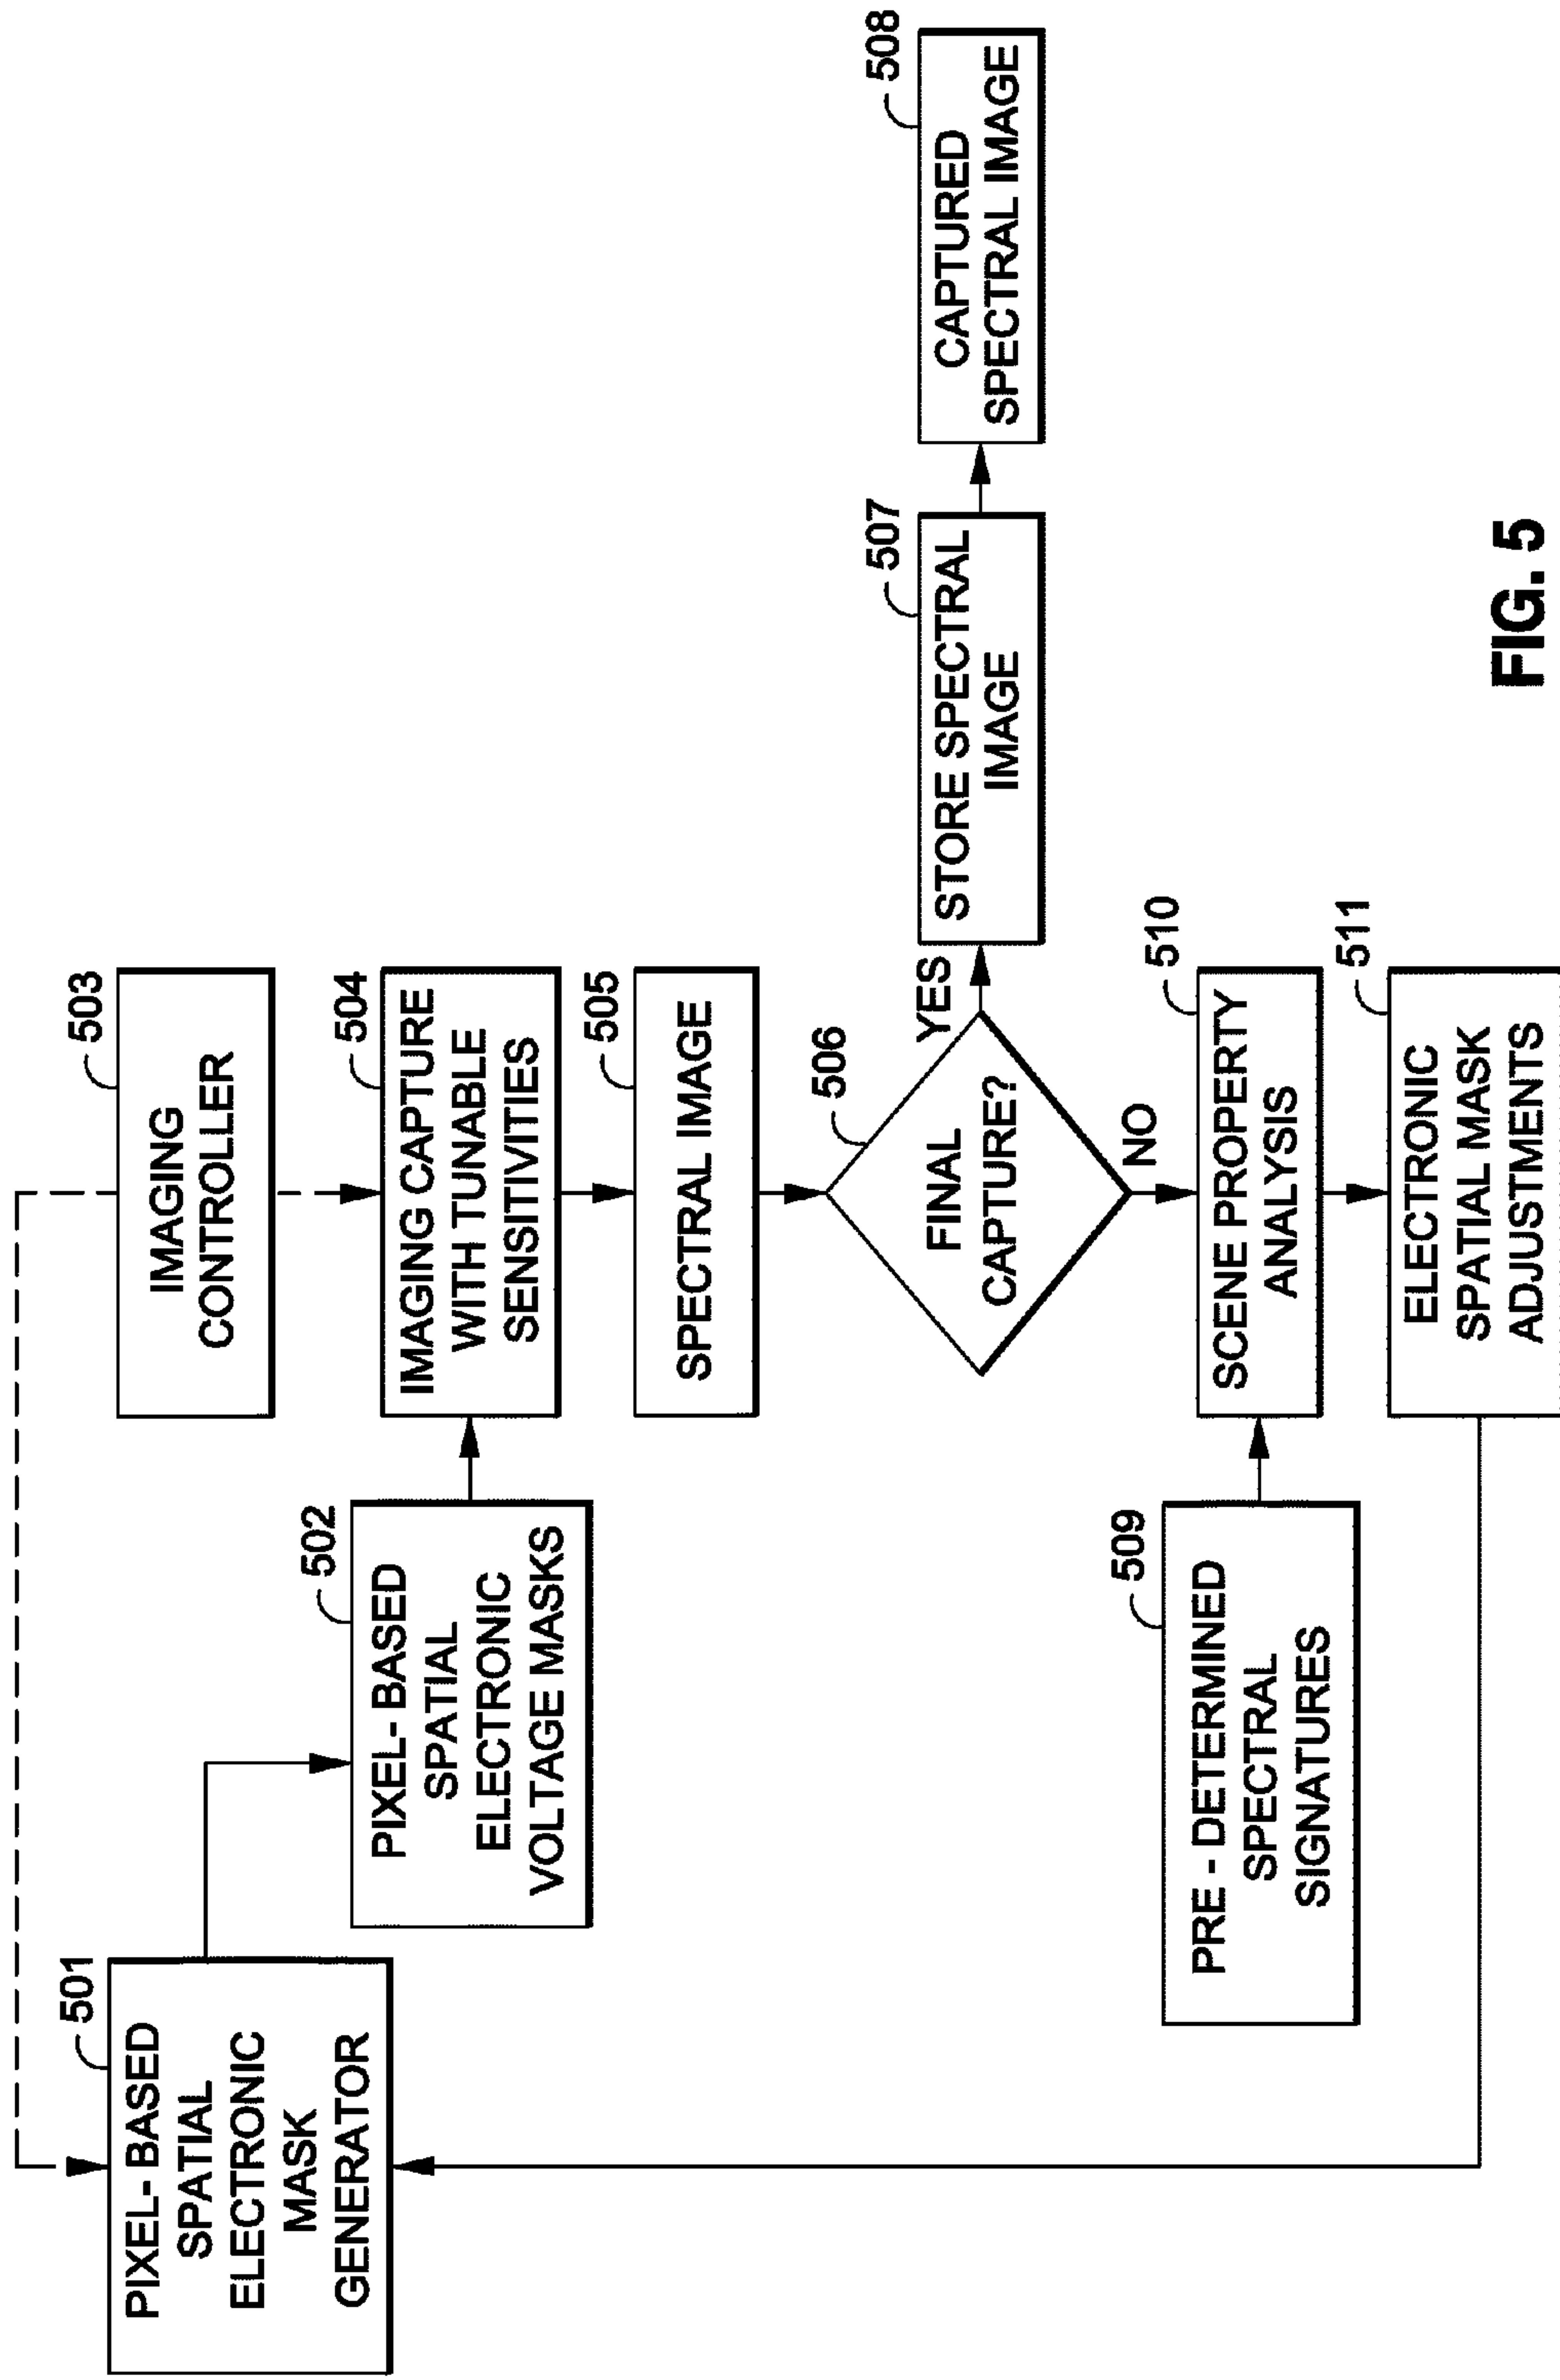 501
PIXEL- BASED
SPATIAL
ELECTRONIC
MASK
GENERATOR
502
PIXEL- BASED
SPATIAL
ELECTRONIC
VOLTAGE MASKS
503
IMAGING
CONTROLLER
504
IMAGING CAPTURE
WITH TUNABLE
SENSITIVITIES
505
SPECTRAL IMAGE
506
FINAL
CAPTURE?
YES
NO
507
STORE SPECTRAL
IMAGE
508
CAPTURED
SPECTRAL IMAGE
509
PRE - DETERMINED
SPECTRAL
SIGNATURES
510
SCENE PROPERTY
ANALYSIS
511
ELECTRONIC
SPATIAL MASK
ADJUSTMENTS
FIG. 5